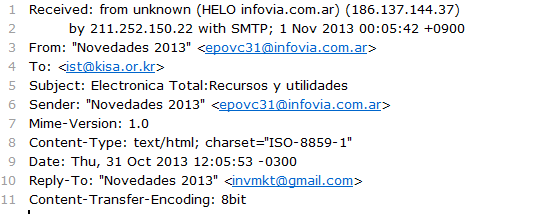 1 Received: from unknown (HELO infovia.com.ar) (186.137.144.37)
2 by 211.252.150.22 with SMTP; 1 Nov 2013 00:05:42 +0900
3 From: "Novedades 2013" <epovc31@infovia.com.ar>
4 To: <ist@kisa.or.kr>
5 Subject: Electronica Total:Recursos y utilidades
6 Sender: "Novedades 2013" <epovc31@infovia.com.ar>
7 Mime-Version: 1.0
8 Content-Type: text/html; charset="ISO-8859-1"
9 Date: Thu, 31 Oct 2013 12:05:53 -0300
10 Reply-To: "Novedades 2013" <invmkt@gmail.com>
11 Content-Transfer-Encoding: 8bit